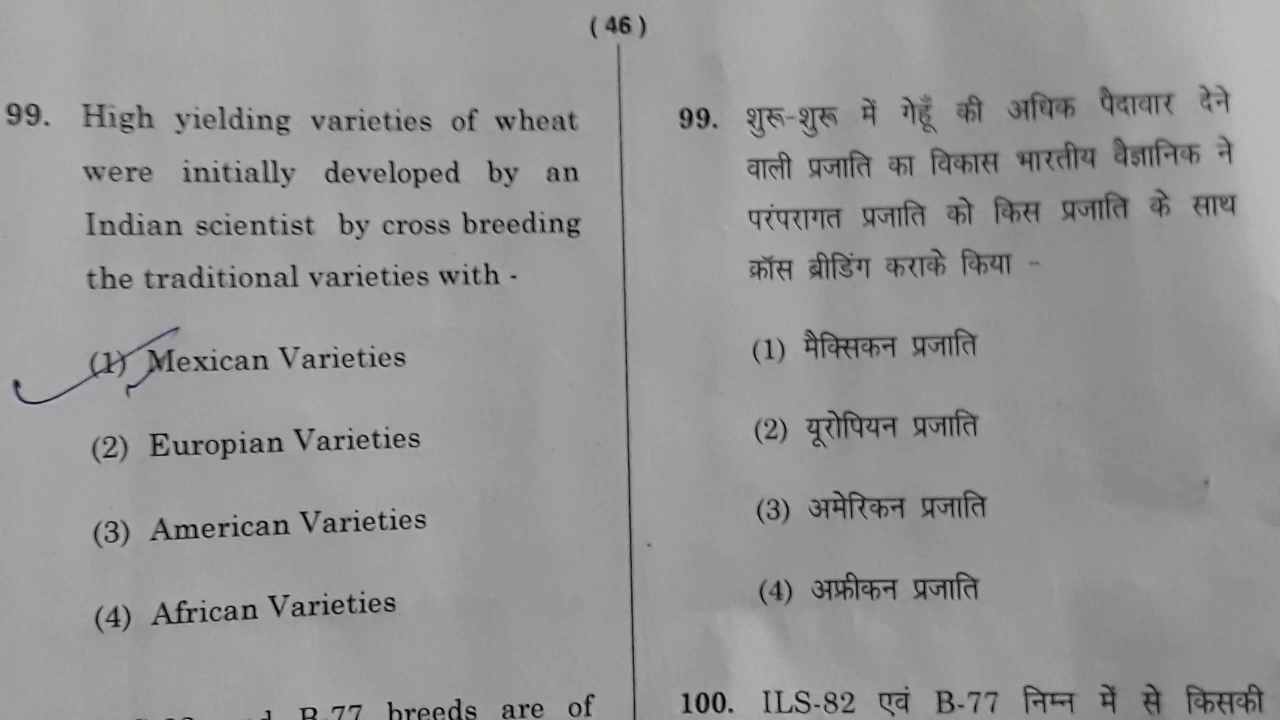 ( 46 )
99. High yielding varieties of wheat
were initially developed by an
Indian scientist by cross breeding
the traditional varieties with -
(1) Mexican Varieties
(2) Europian Varieties
(3) American Varieties
(4) African Varieties
B-77 breeds are of
99. शुरू-शुरू में गेहूँ की अधिक पैदावार देने
वाली प्रजाति का विकास भारतीय वैज्ञानिक ने
परंपरागत प्रजाति को किस प्रजाति के साथ
क्रॉस ब्रीडिंग कराके किया -
(1) मैक्सिकन प्रजाति
(2) यूरोपियन प्रजाति
(3) अमेरिकन प्रजाति
(4) अफ्रीकन प्रजाति
100. ILS-82 एवं B-77 निम्न में से किसकी